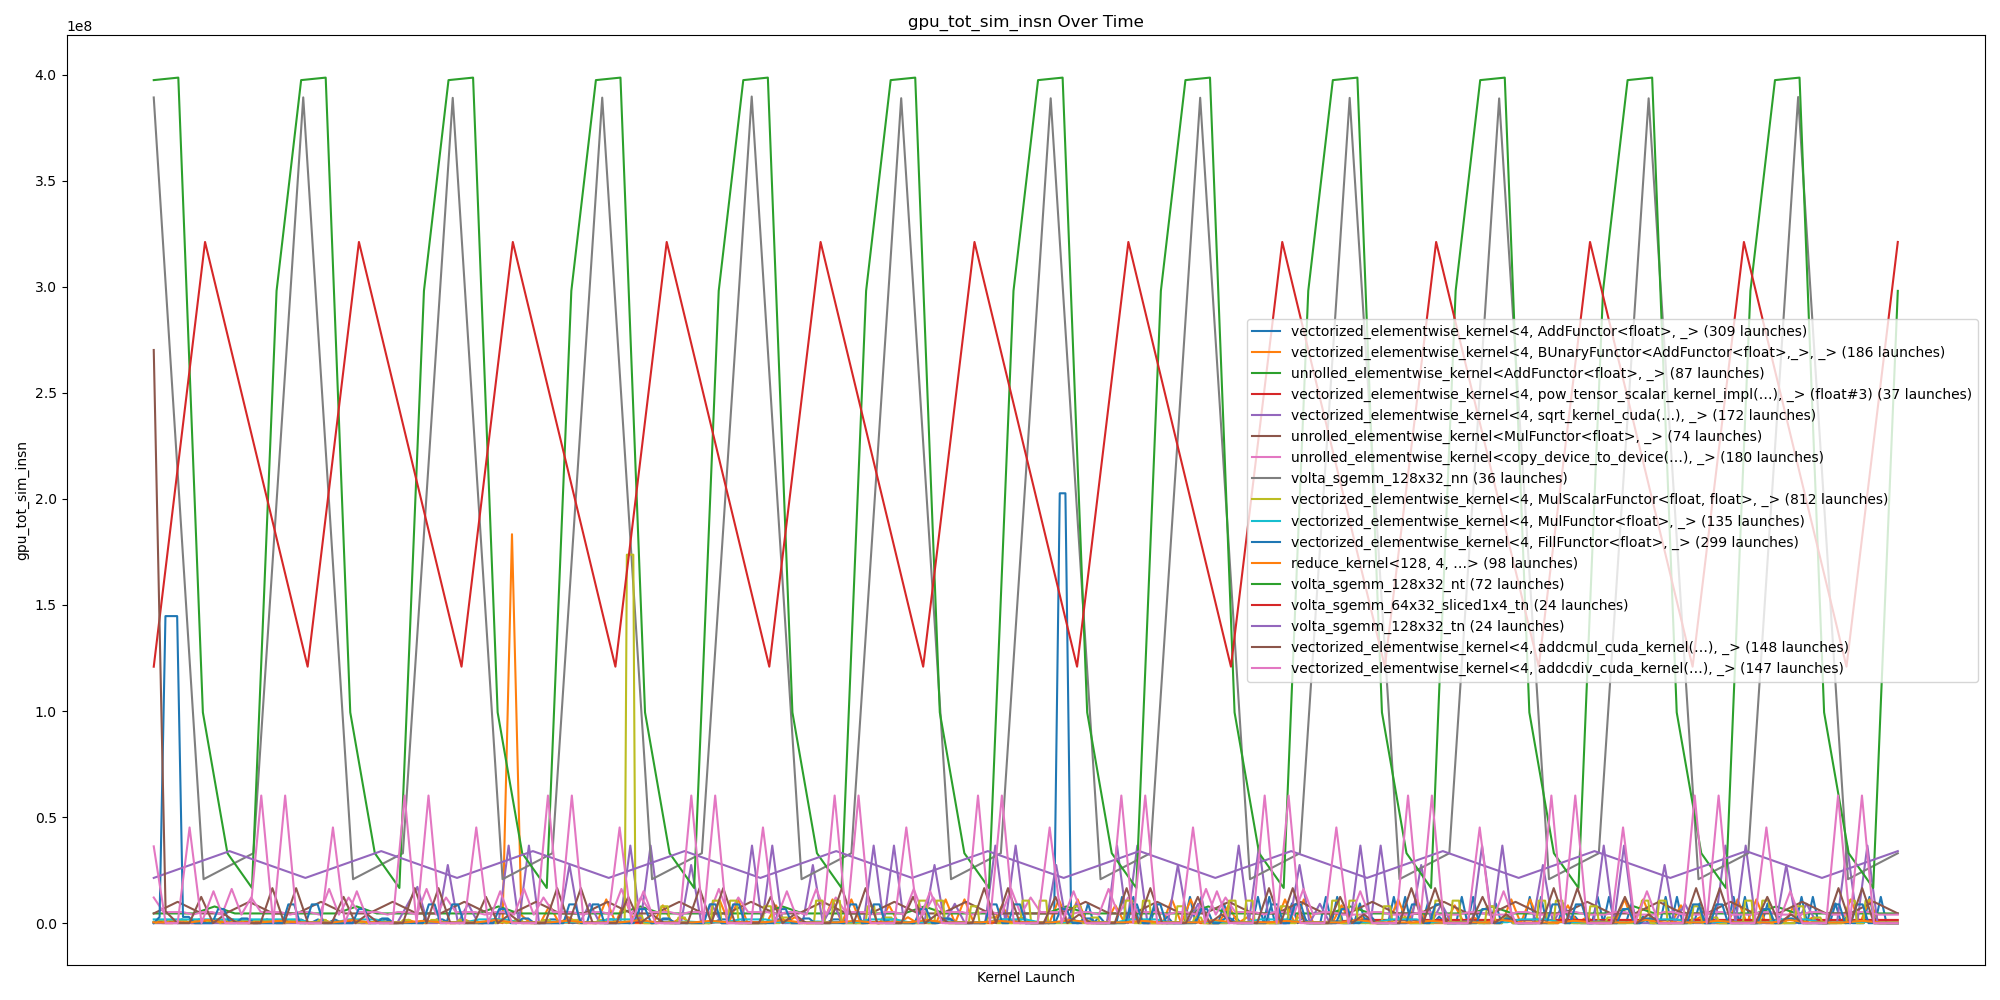 gpu_tot_sim_insn Over Time
1e8
4.0
3.5
3.0
2.5
2.0
1.5
1.0
0.5
0.0
gpu_tot_sim_insn
Kernel Launch
vectorized_elementwise_kernel<4, AddFunctor<float>, _> (309 launches)
vectorized_elementwise_kernel<4, BUnaryFunctor<AddFunctor<float>,_>, _> (186 launches)
unrolled_elementwise_kernel<AddFunctor<float>, _> (87 launches)
vectorized_elementwise_kernel<4, pow_tensor_scalar_kernel_impl(...), _> (float#3) (37 launches)
vectorized_elementwise_kernel<4, sqrt_kernel_cuda(...), _> (172 launches)
unrolled_elementwise_kernel<MulFunctor<float>, _> (74 launches)
unrolled_elementwise_kernel<copy_device_to_device(...), _> (180 launches)
volta_sgemm_128x32_nn (36 launches)
vectorized_elementwise_kernel<4, MulScalarFunctor<float, float>, _> (812 launches)
vectorized_elementwise_kernel<4, MulFunctor<float>, _> (135 launches)
vectorized_elementwise_kernel<4, FillFunctor<float>, _> (299 launches)
reduce_kernel<128, 4, ...> (98 launches)
volta_sgemm_128x32_nt (72 launches)
volta_sgemm_64x32_sliced1x4_tn (24 launches)
volta_sgemm_128x32_tn (24 launches)
vectorized_elementwise_kernel<4, addcmul_cuda_kernel(...), _> (148 launches)
vectorized_elementwise_kernel<4, addcdiv_cuda_kernel(...), _> (147 launches)